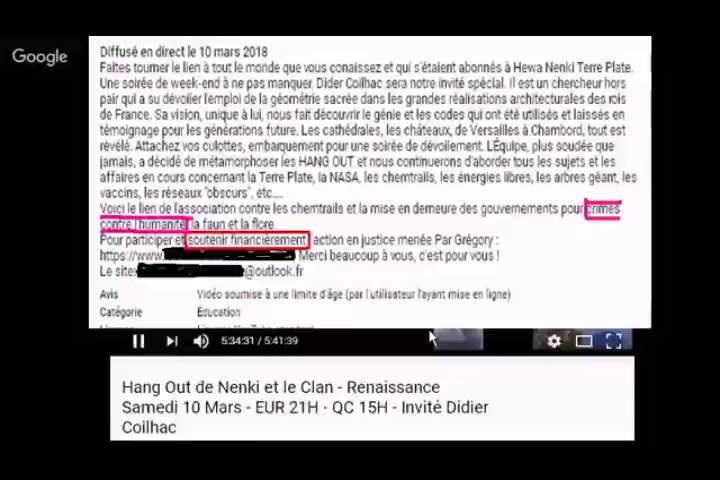 Google
Diffusé en direct le 10 mars 2018
Faites tourner le lien à tout le monde que vous conaissez et qui s'étaient abonnés à Hewa Nenki Terre Plate.
Une soirée de week-end à ne pas manquer. Dider Coilhac sera notre invité spécial. Il est un chercheur hors
pair qui a su dévoiler l'emploi de la géométrie sacrée dans les grandes réalisations architecturales des rois
de France. Sa vision, unique à lui, nous fait découvrir le génie et les codes qui ont été utilisés et laissés en
témoignage pour les générations future. Les cathédrales, les châteaux, de Versailles à Chambord, tout est
révélé. Attachez vos culottes, embarquement pour une soirée de dévoilement. LÉquipe, plus soudée que
jamais, a décidé de métamorphoser les HANG OUT et nous continuerons d'aborder tous les sujets et les
affaires en cours concernant la Terre Plate, la NASA, les chemtrails, les énergies libres, les arbres géant, les
vaccins, les réseaux "obscurs", etc....
Voici le lien de l'association contre les chemtrails et la mise en demeure des gouvernements pour crimes
contre l'humanité, la faun et la flore.
Pour participer et soutenir financièrement action en justice menée Par Grégory :
https://www. Merci beaucoup à vous, c'est pour vous !
Le site: @outlook.fr
Avis Vidéo soumise à une limite d'âge (par l'utilisateur l'ayant mise en ligne)
Catégorie Éducation
5:34:31 / 5:41:39
Hang Out de Nenki et le Clan - Renaissance
Samedi 10 Mars - EUR 21H - QC 15H - Invité Didier
Coilhac